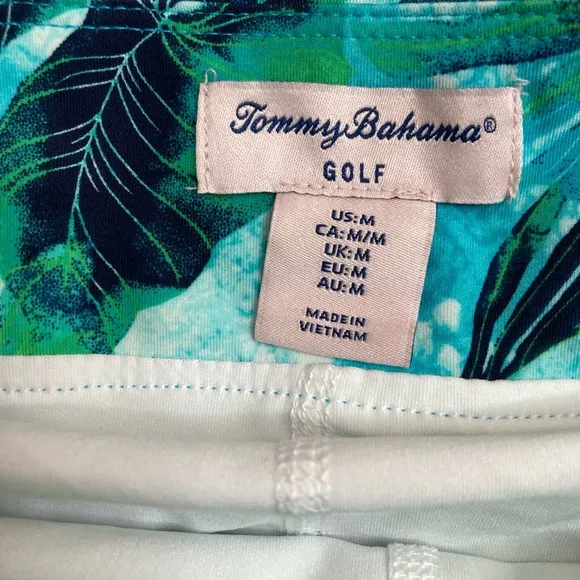 Tommy Bahama®
GOLF
US:M
CA:M/M
UK:M
EU:M
AU:M
MADE IN
VIETNAM